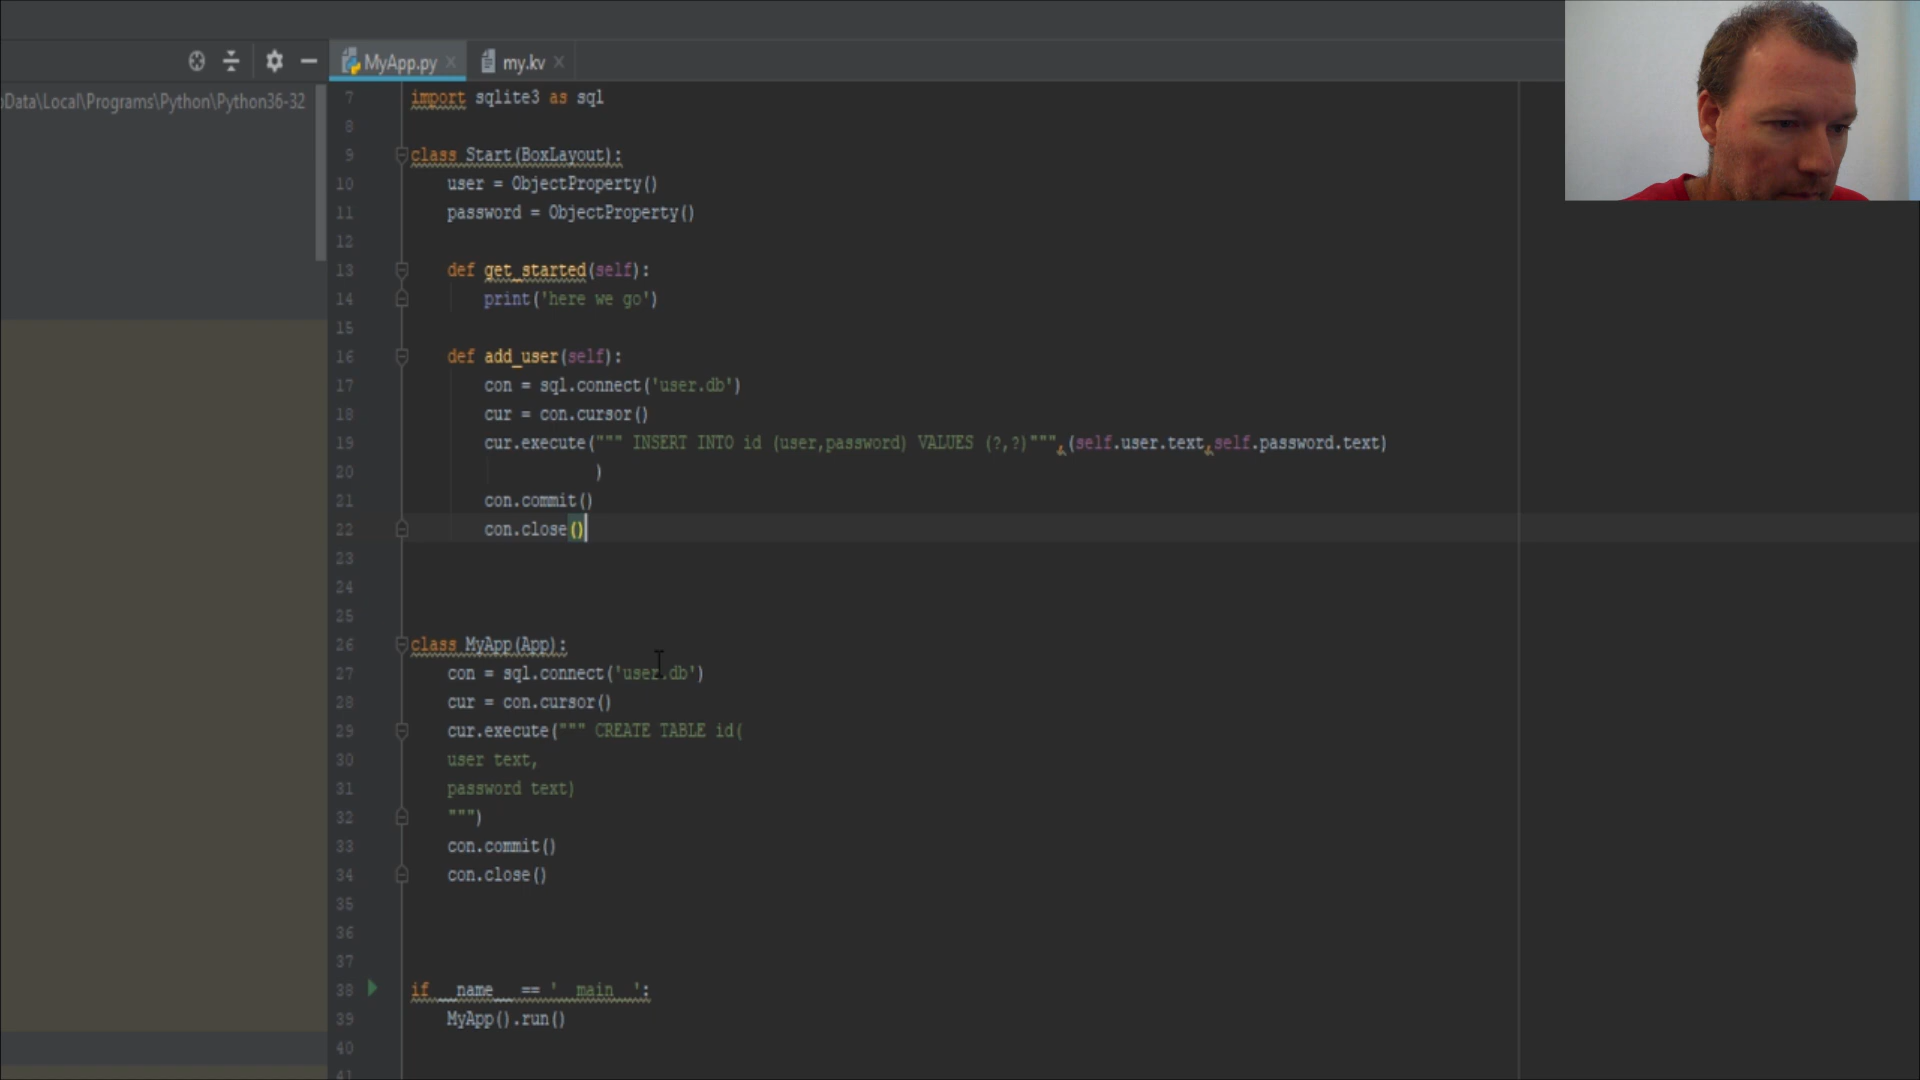 MyApp.py
my.kv
Data\Local\Programs\Python\Python36-32
7 import sqlite3 as sql
8
9 class Start(BoxLayout):
10 user = ObjectProperty()
11 password = ObjectProperty()
12
13 def get_started(self):
14 print('here we go')
15
16 def add_user(self):
17 con = sql.connect('user.db')
18 cur = con.cursor()
19 cur.execute(""" INSERT INTO id (user,password) VALUES (?,?)""",(self.user.text,self.password.text)
20 )
21 con.commit()
22 con.close()
23
24
25
26 class MyApp(App):
27 con = sql.connect('user.db')
28 cur = con.cursor()
29 cur.execute(""" CREATE TABLE id(
30 user text,
31 password text)
32 """)
33 con.commit()
34 con.close()
35
36
37
38 if __name__ == '__main__':
39 MyApp().run()
40
41